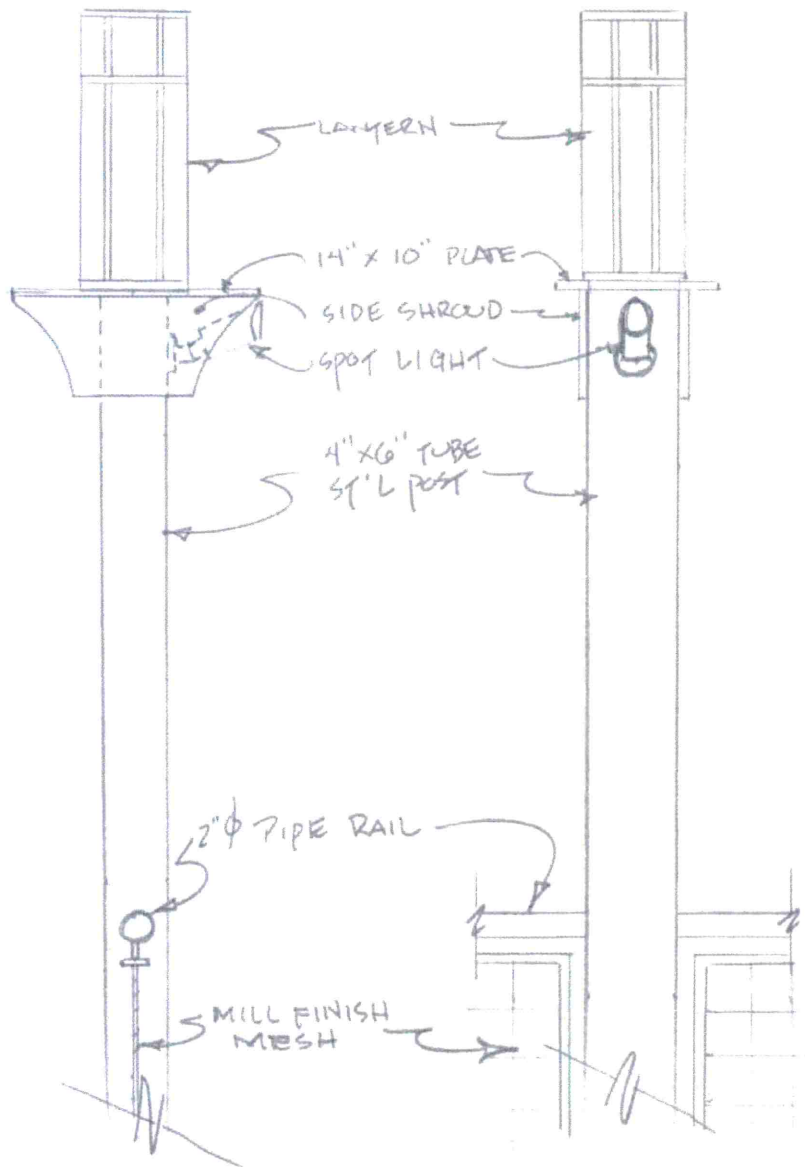 LANTERN
14" X 10" PLATE
SIDE SHROUD
SPOT LIGHT
4" X 6" TUBE
ST'L POST
2" ϕ PIPE RAIL
MILL FINISH
MESH